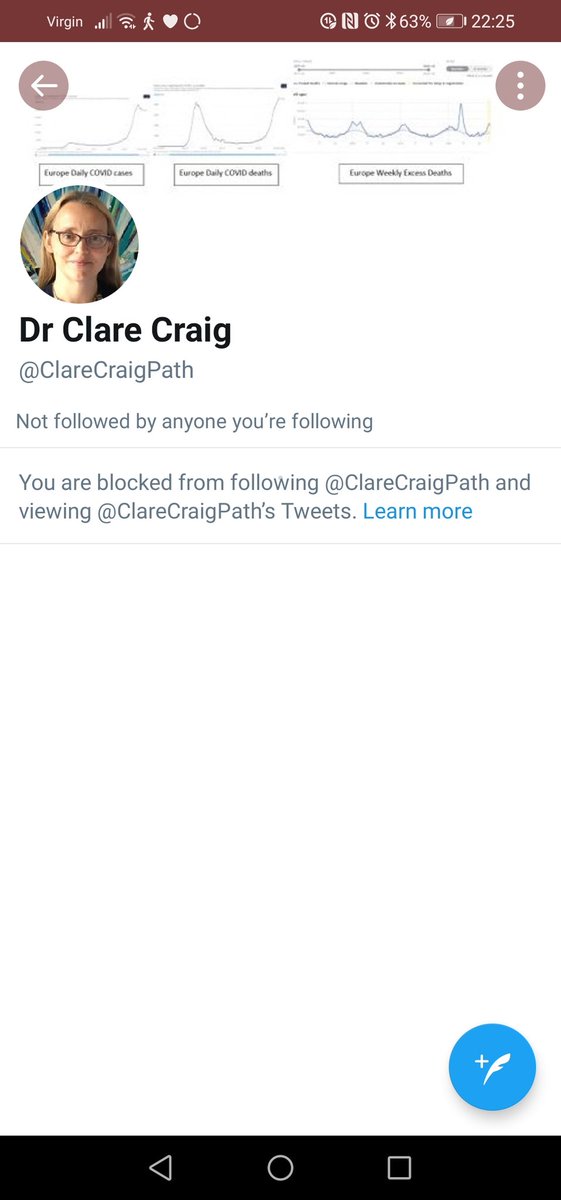 Virgin
63%
22:25
Europe Daily COVID cases
Europe Daily COVID deaths
Europe Weekly Excess Deaths
Dr Clare Craig
@ClareCraigPath
Not followed by anyone you’re following
You are blocked from following @ClareCraigPath and
viewing @ClareCraigPath’s Tweets. Learn more